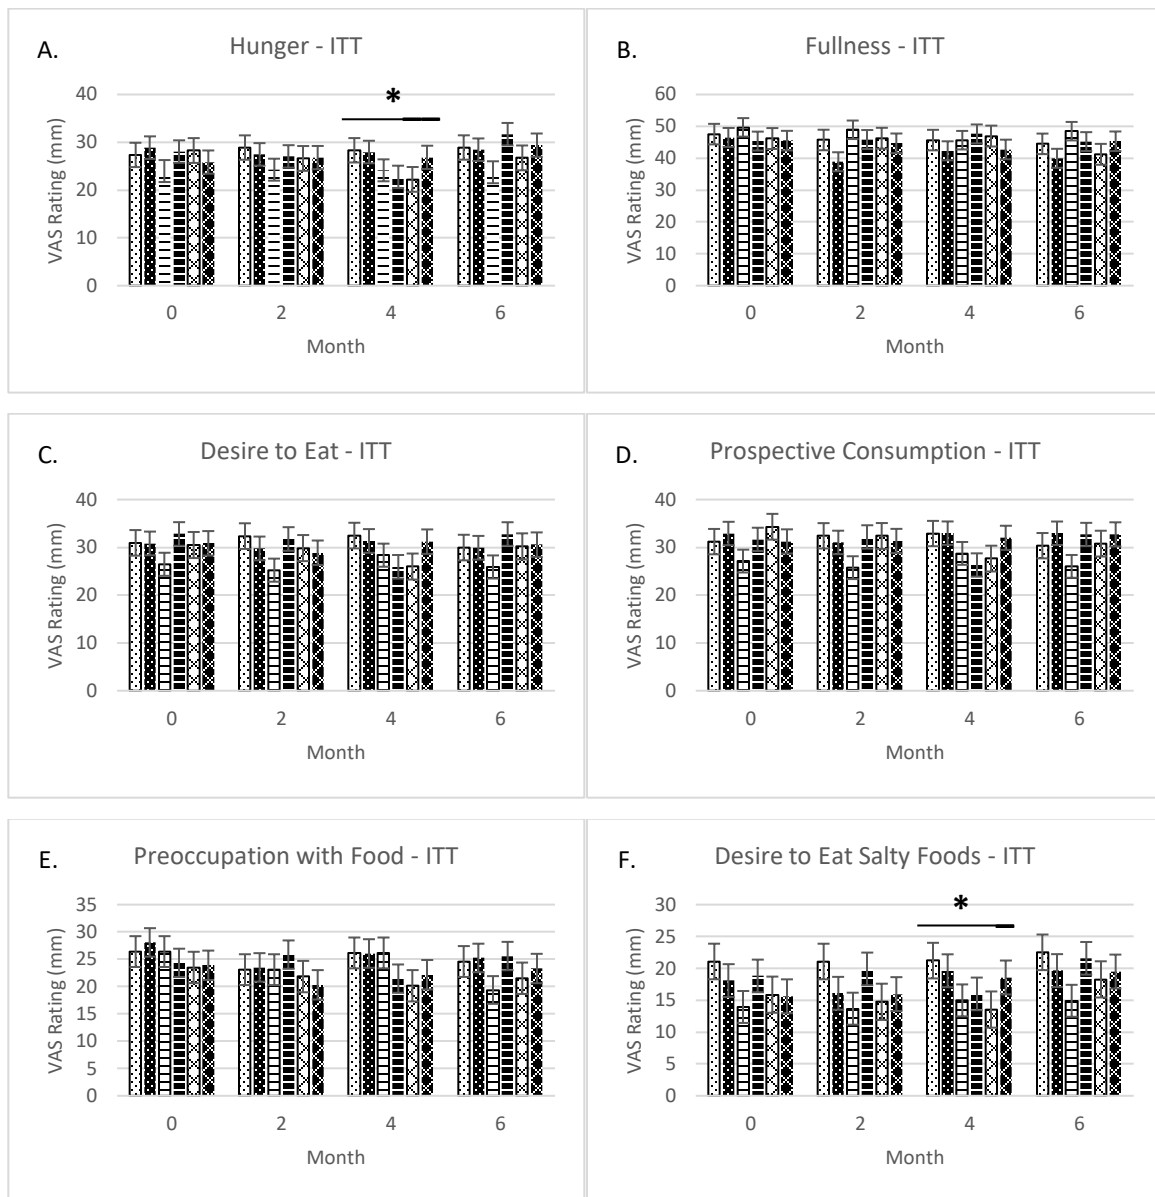 A.
Hunger - ITT
*
40
30
20
10
0
VAS Rating (mm)
0 2 4 6
Month
B.
Fullness - ITT
60
50
40
30
20
10
0
VAS Rating (mm)
0 2 4 6
Month
C.
Desire to Eat - ITT
40
30
20
10
0
VAS Rating (mm)
0 2 4 6
Month
D.
Prospective Consumption - ITT
40
30
20
10
0
VAS Rating (mm)
0 2 4 6
Month
E.
Preoccupation with Food - ITT
35
30
25
20
15
10
5
0
VAS Rating (mm)
0 2 4 6
Month
F.
Desire to Eat Salty Foods - ITT
*
30
25
20
15
10
5
0
VAS Rating (mm)
0 2 4 6
Month